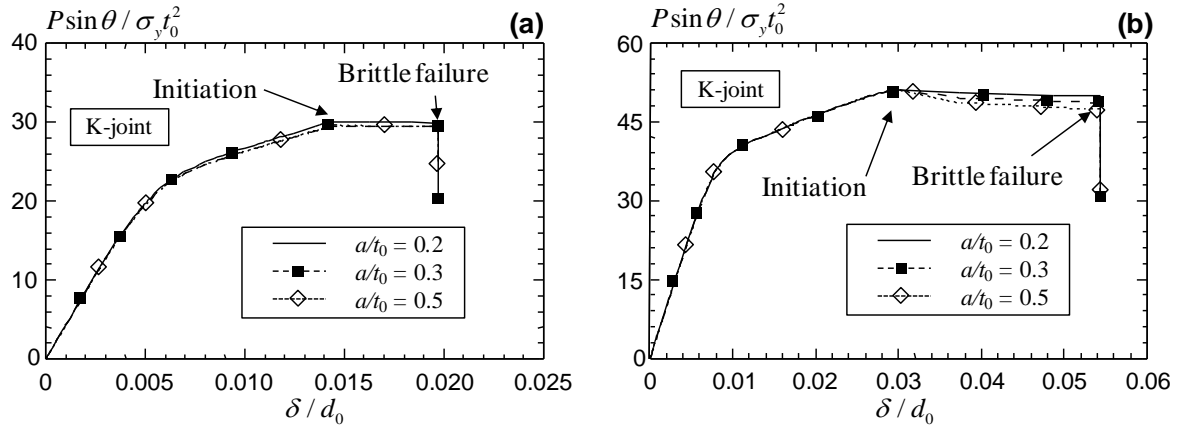 P sin θ / σ_y t_0^2
(a)
40
30
20
10
0
0
0.005
0.010
0.015
0.020
0.025
δ / d_0
K-joint
Initiation
Brittle failure
a/t_0 = 0.2
a/t_0 = 0.3
a/t_0 = 0.5
P sin θ / σ_y t_0^2
(b)
60
45
30
15
0
0
0.01
0.02
0.03
0.04
0.05
0.06
δ / d_0
K-joint
Initiation
Brittle failure
a/t_0 = 0.2
a/t_0 = 0.3
a/t_0 = 0.5